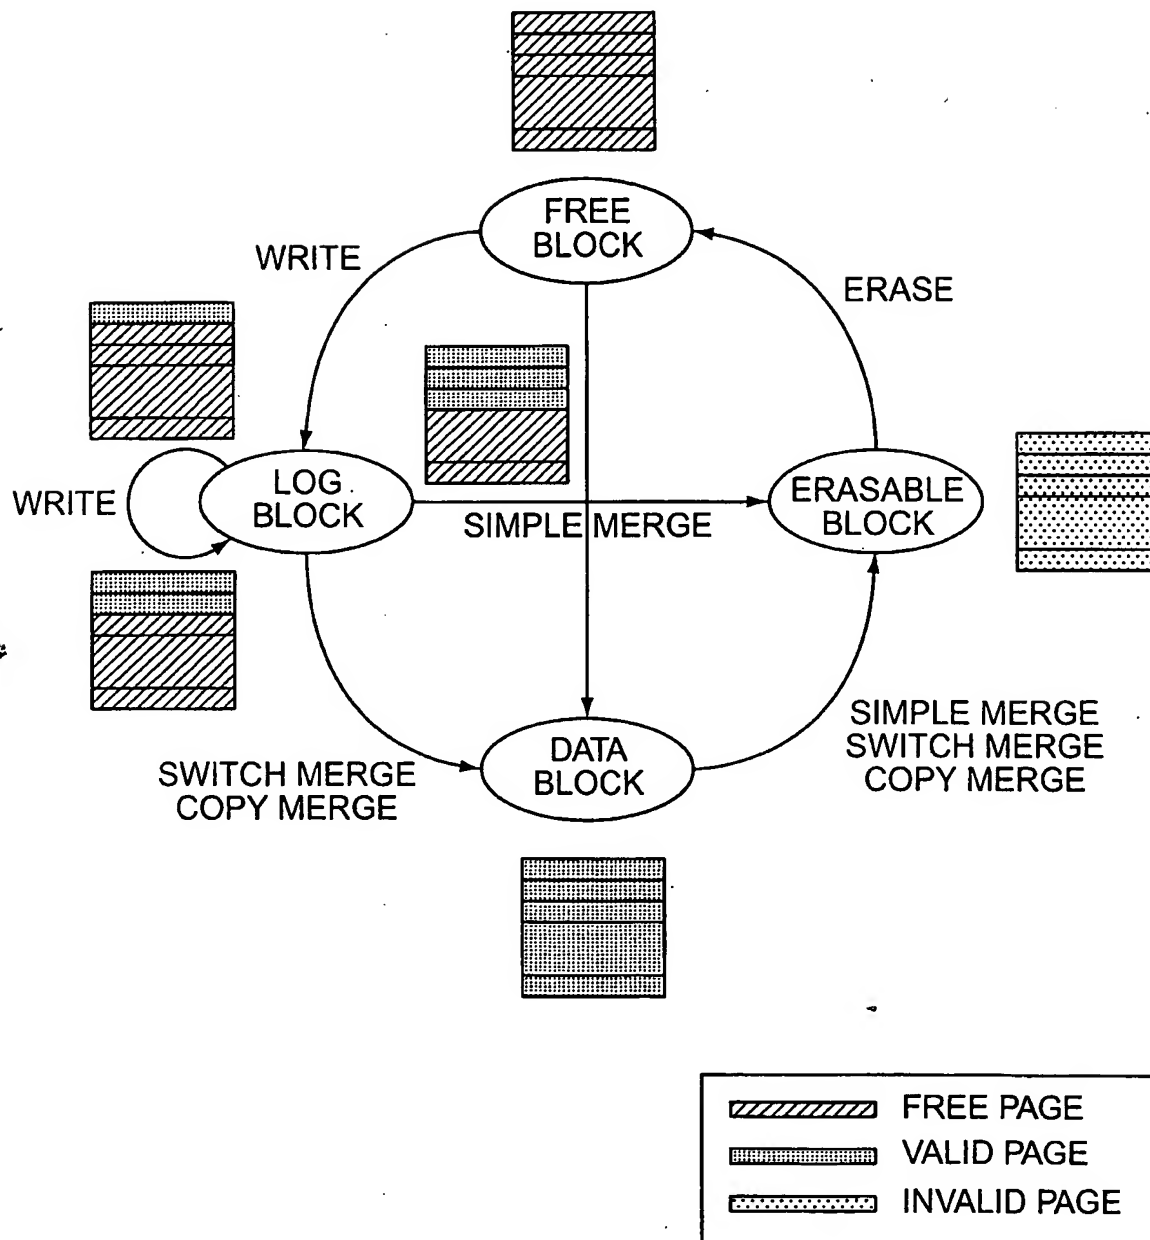 FREE
BLOCK
WRITE
ERASE
WRITE
LOG
BLOCK
SIMPLE MERGE
ERASABLE
BLOCK
SWITCH MERGE
COPY MERGE
DATA
BLOCK
SIMPLE MERGE
SWITCH MERGE
COPY MERGE
FREE PAGE
VALID PAGE
INVALID PAGE